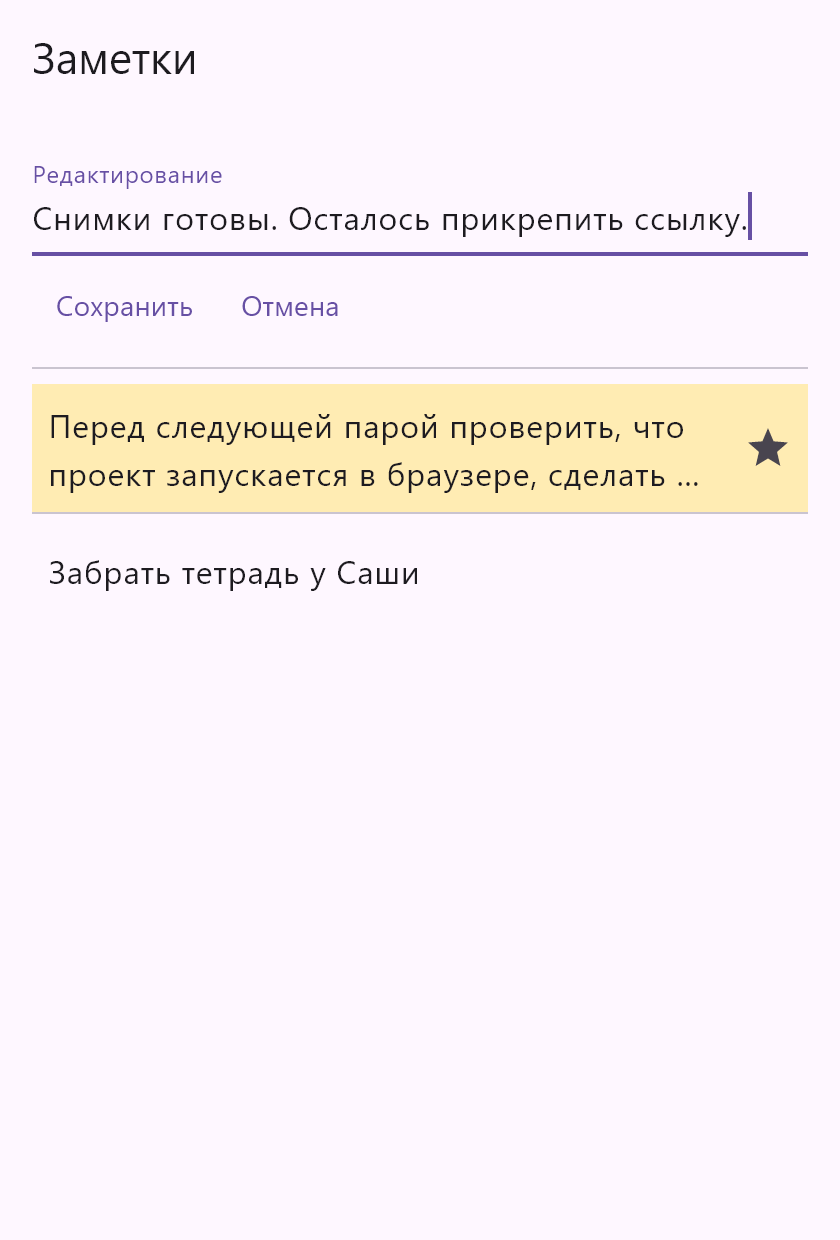 Заметки
Редактирование
Снимки готовы. Осталось прикрепить ссылку.
Сохранить Отмена
Перед следующей парой проверить, что
проект запускается в браузере, сделать ...
Забрать тетрадь у Саши